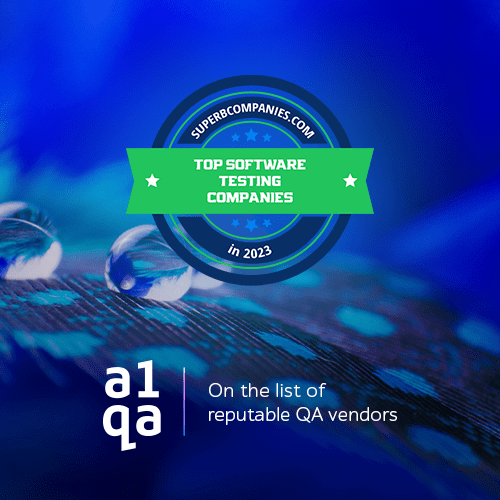 SUPERBCOMPANIES.COM
TOP SOFTWARE
TESTING
COMPANIES
in 2023
a1
qa
On the list of
reputable QA vendors